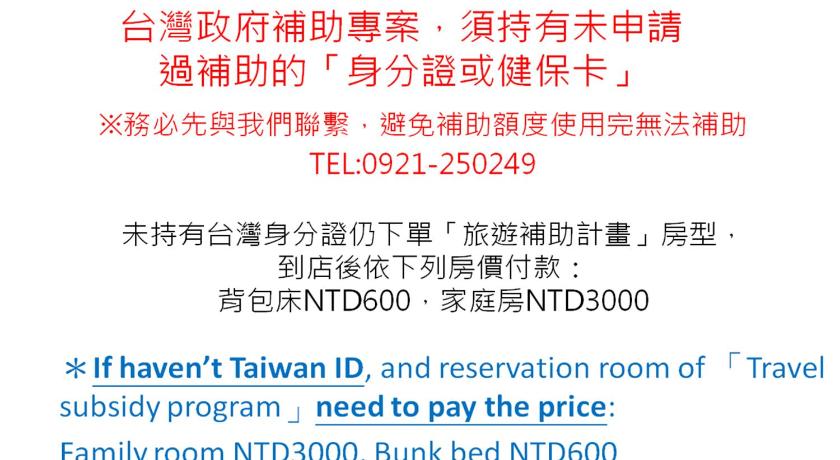 台灣政府補助專案，須持有未申請
過補助的「身分證或健保卡」
※務必先與我們聯繫，避免補助額度使用完無法補助
TEL:0921-250249
未持有台灣身分證仍下單「旅遊補助計畫」房型，
到店後依下列房價付款：
背包床NTD600，家庭房NTD3000
＊If haven’t Taiwan ID, and reservation room of 「Travel
subsidy program」need to pay the price:
Family room NTD3000, Bunk bed NTD600